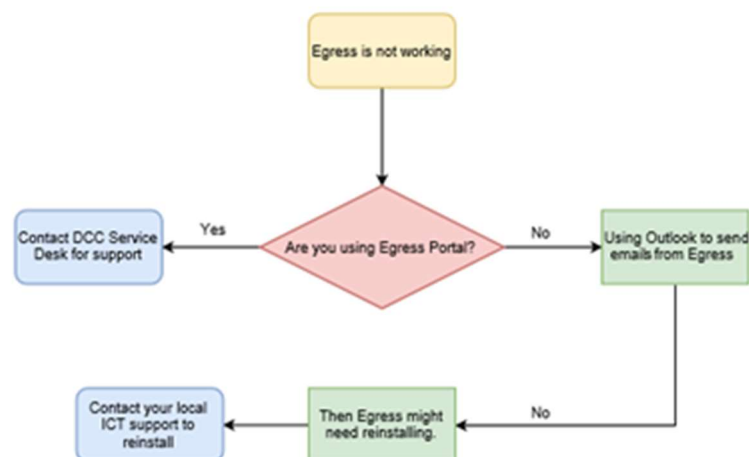 Egress is not working
Are you using Egress Portal?
Yes
Contact DCC Service
Desk for support
No
Using Outlook to send
emails from Egress
No
Then Egress might
need reinstalling.
Contact your local
ICT support to
reinstall